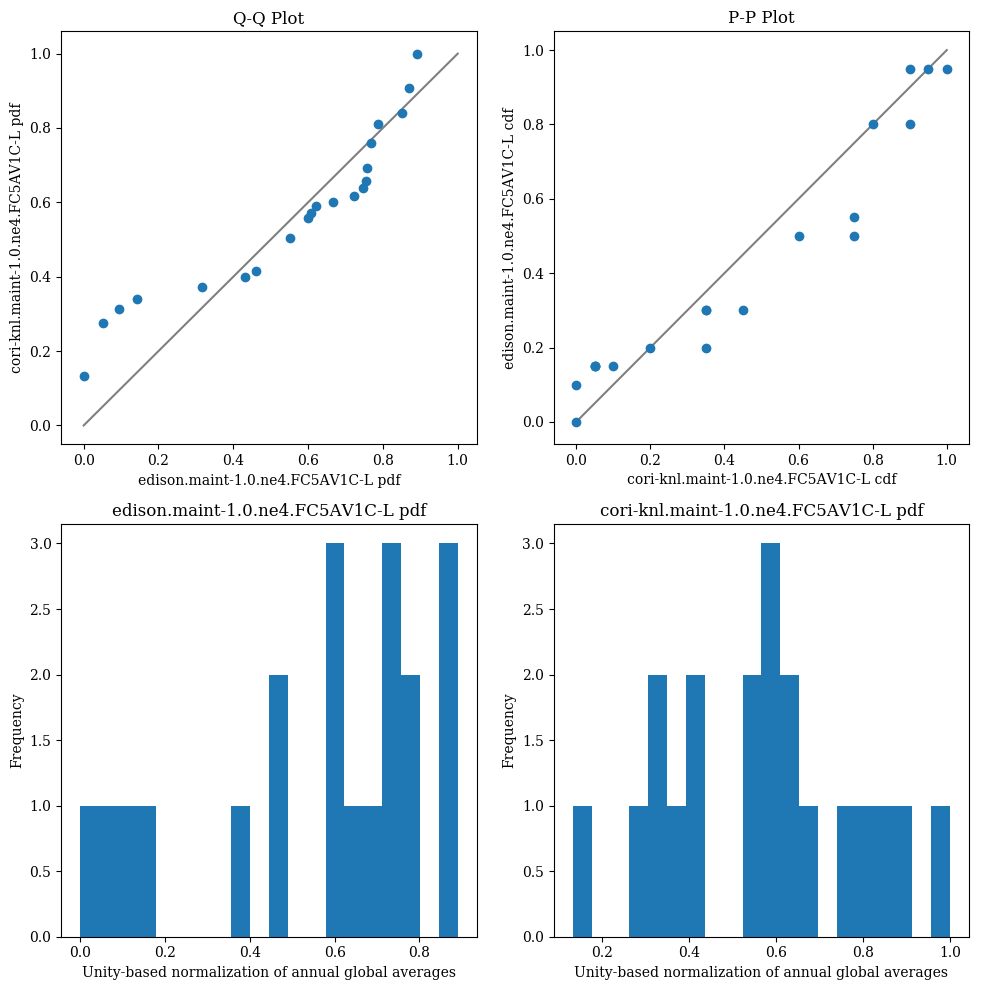 Q-Q Plot
cori-knl.maint-1.0.ne4.FC5AV1C-L pdf
1.0
0.8
0.6
0.4
0.2
0.0
0.0 0.2 0.4 0.6 0.8 1.0
edison.maint-1.0.ne4.FC5AV1C-L pdf
P-P Plot
edison.maint-1.0.ne4.FC5AV1C-L cdf
1.0
0.8
0.6
0.4
0.2
0.0
0.0 0.2 0.4 0.6 0.8 1.0
cori-knl.maint-1.0.ne4.FC5AV1C-L cdf
edison.maint-1.0.ne4.FC5AV1C-L pdf
Frequency
3.0
2.5
2.0
1.5
1.0
0.5
0.0
0.0 0.2 0.4 0.6 0.8
Unity-based normalization of annual global averages
cori-knl.maint-1.0.ne4.FC5AV1C-L pdf
Frequency
3.0
2.5
2.0
1.5
1.0
0.5
0.0
0.2 0.4 0.6 0.8 1.0
Unity-based normalization of annual global averages